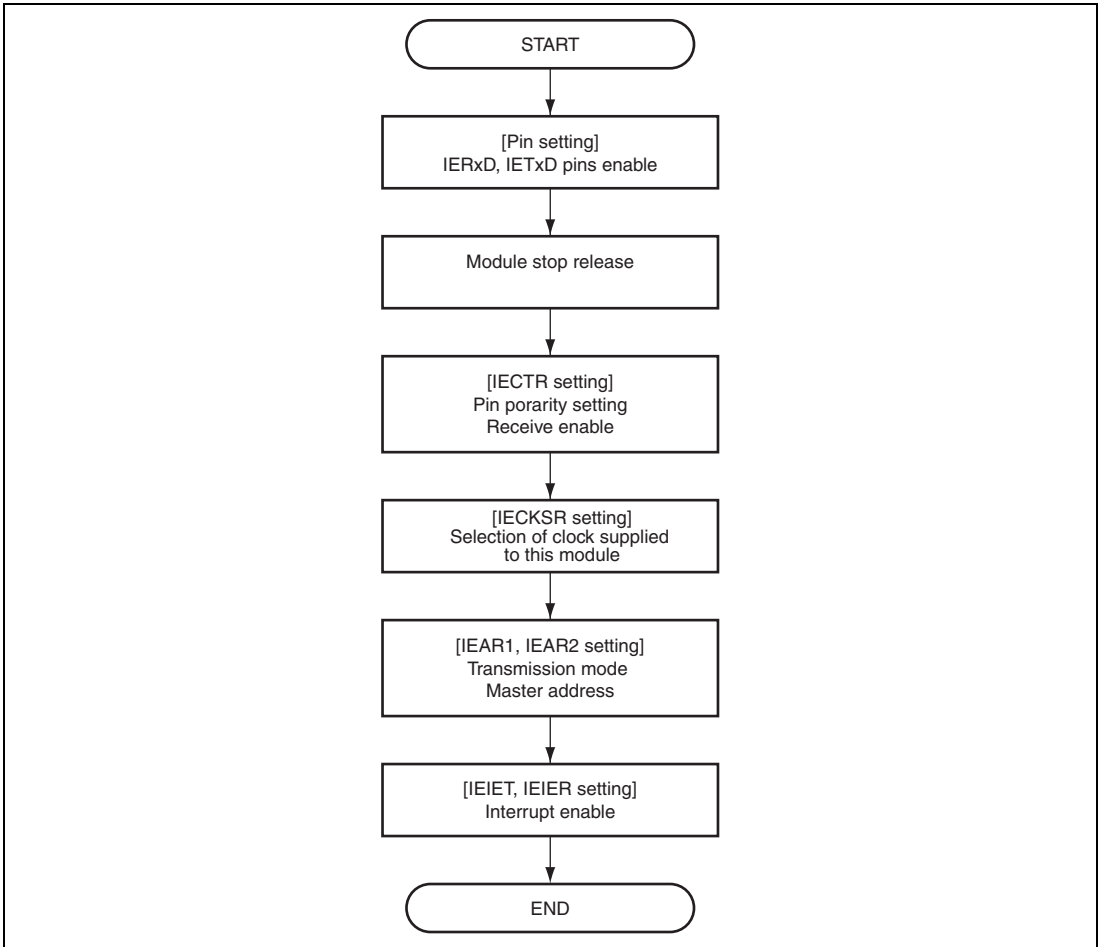 START
[Pin setting]
IERxD, IETxD pins enable
Module stop release
[IECTR setting]
Pin porarity setting
Receive enable
[IECKSR setting]
Selection of clock supplied
to this module
[IEAR1, IEAR2 setting]
Transmission mode
Master address
[IEIET, IEIER setting]
Interrupt enable
END